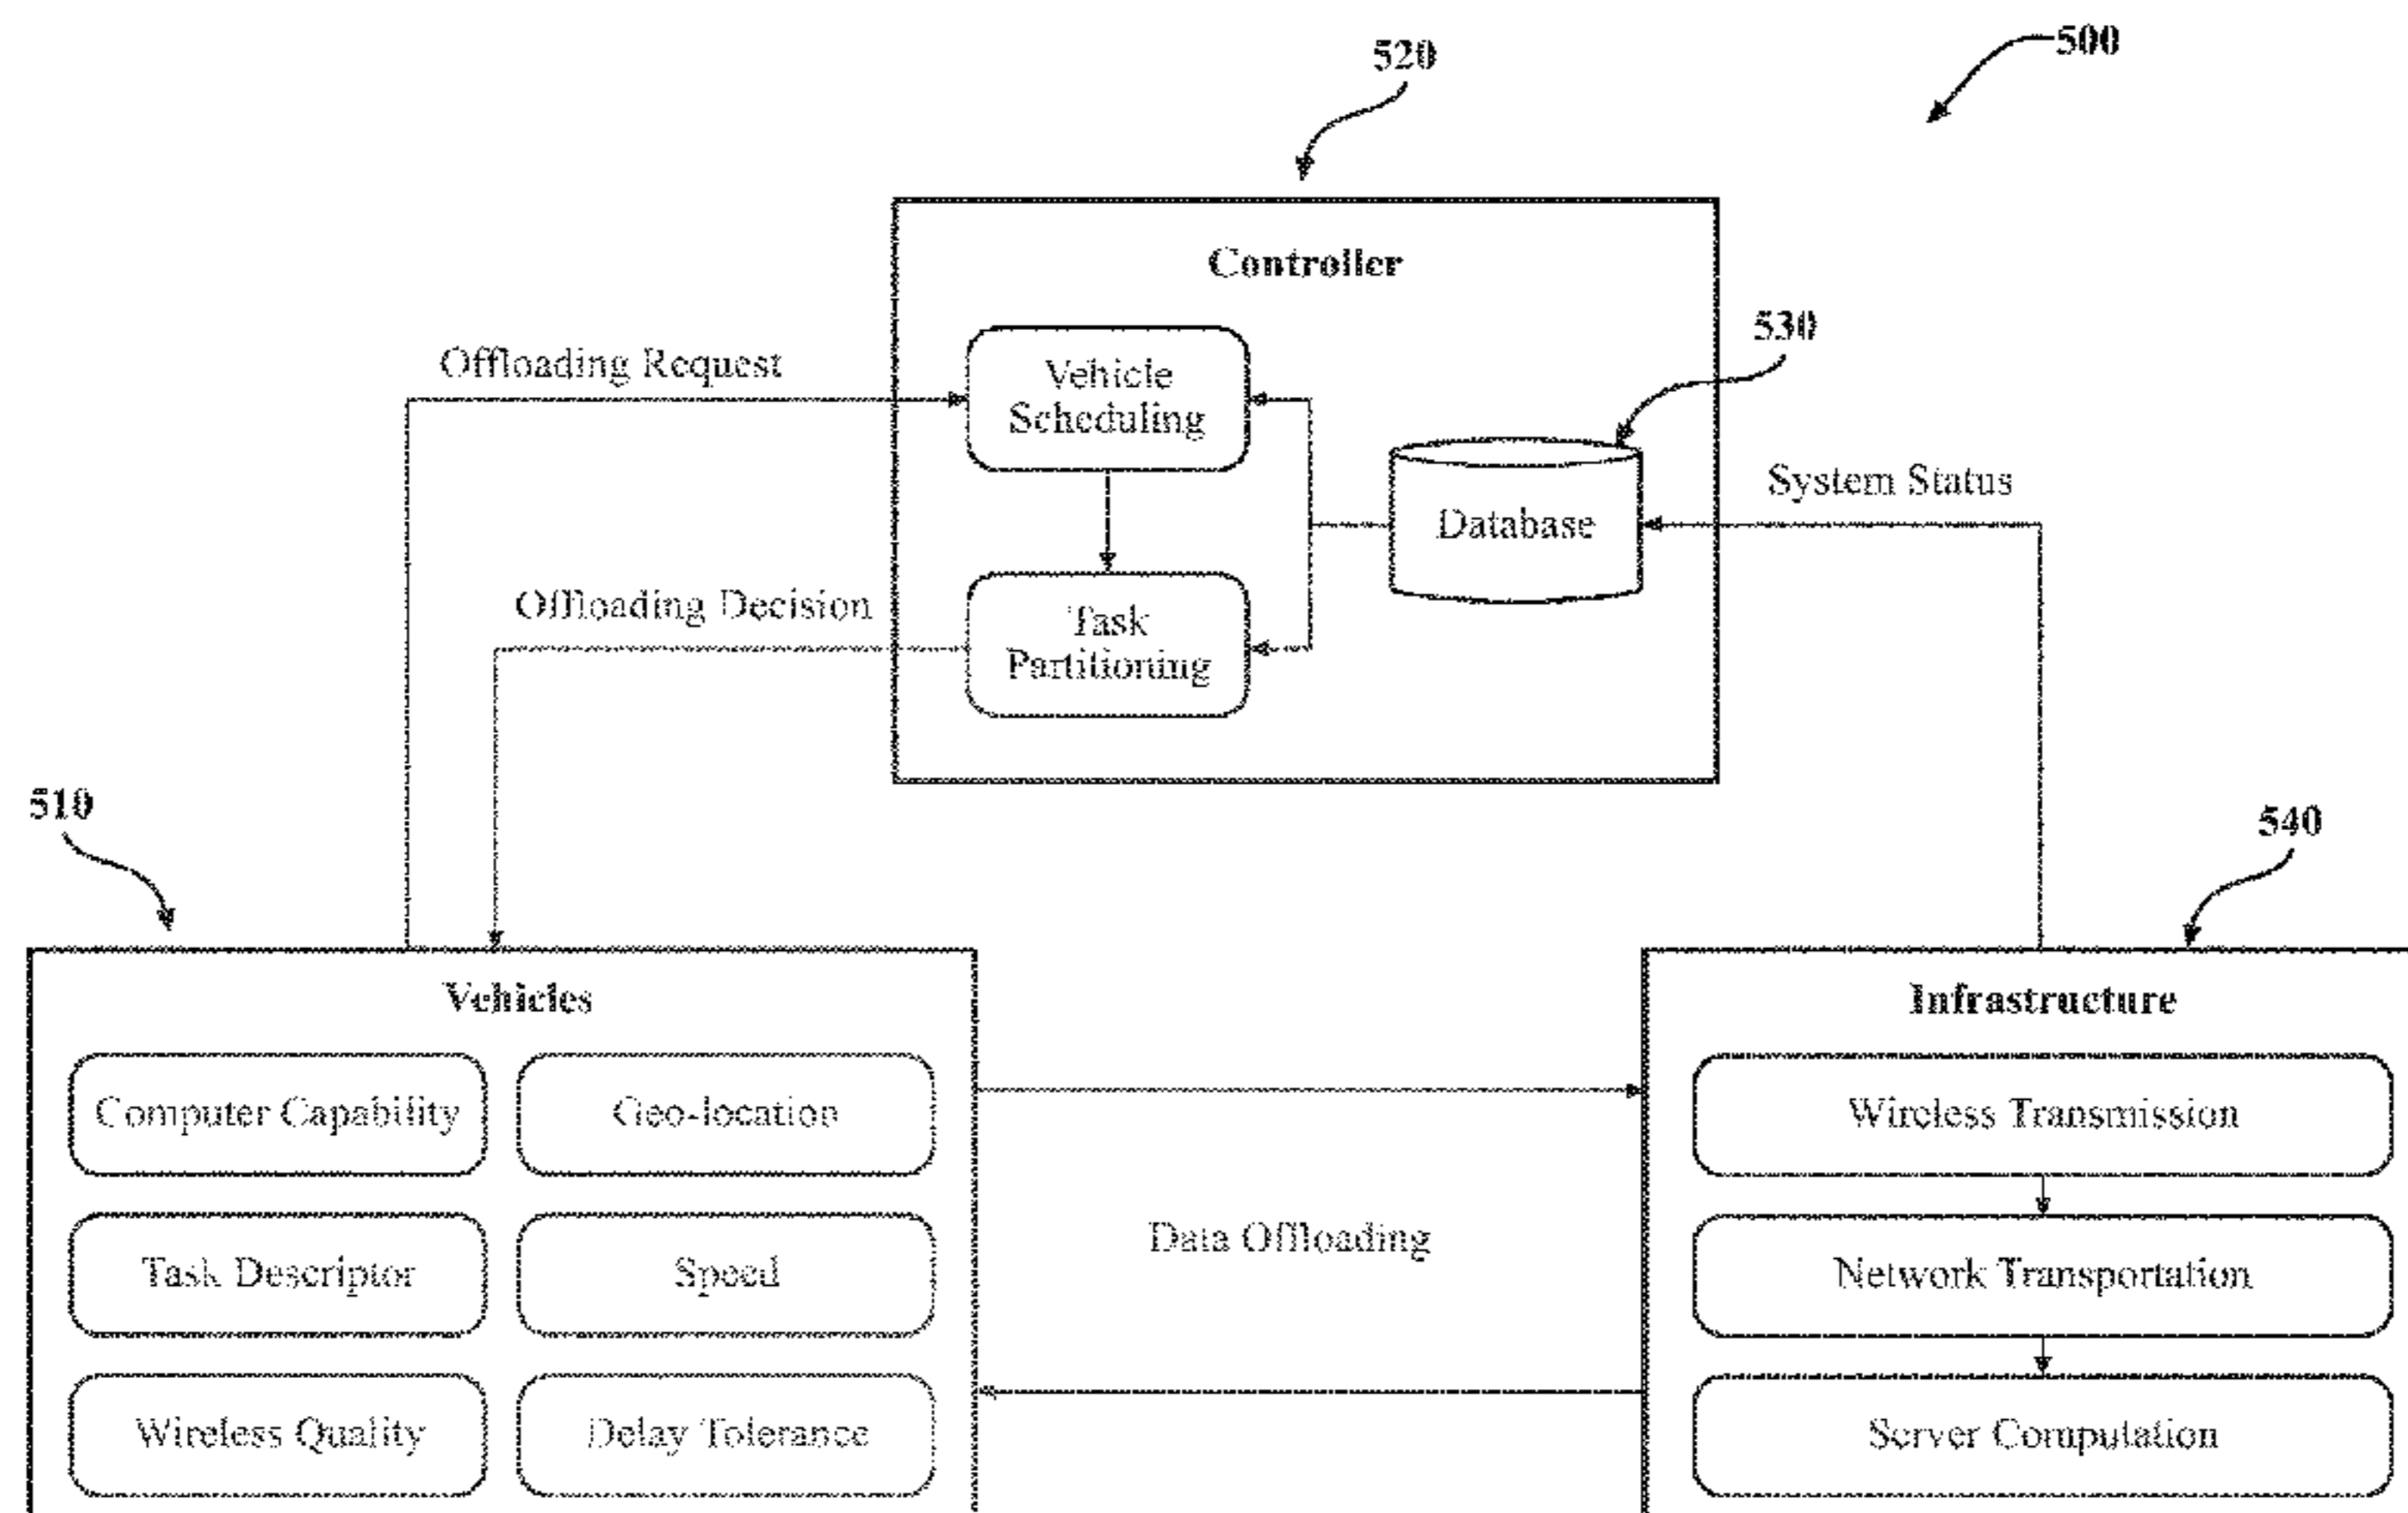 500
520
Controller
530
Offloading Request
Vehicle
Scheduling
System Status
Database
Offloading Decision
Task
Partitioning
510
540
Vehicles
Infrastructure
Computer Capability
Geo-location
Wireless Transmission
Data Offloading
Task Descriptor
Speed
Network Transportation
Wireless Quality
Delay Tolerance
Server Computation